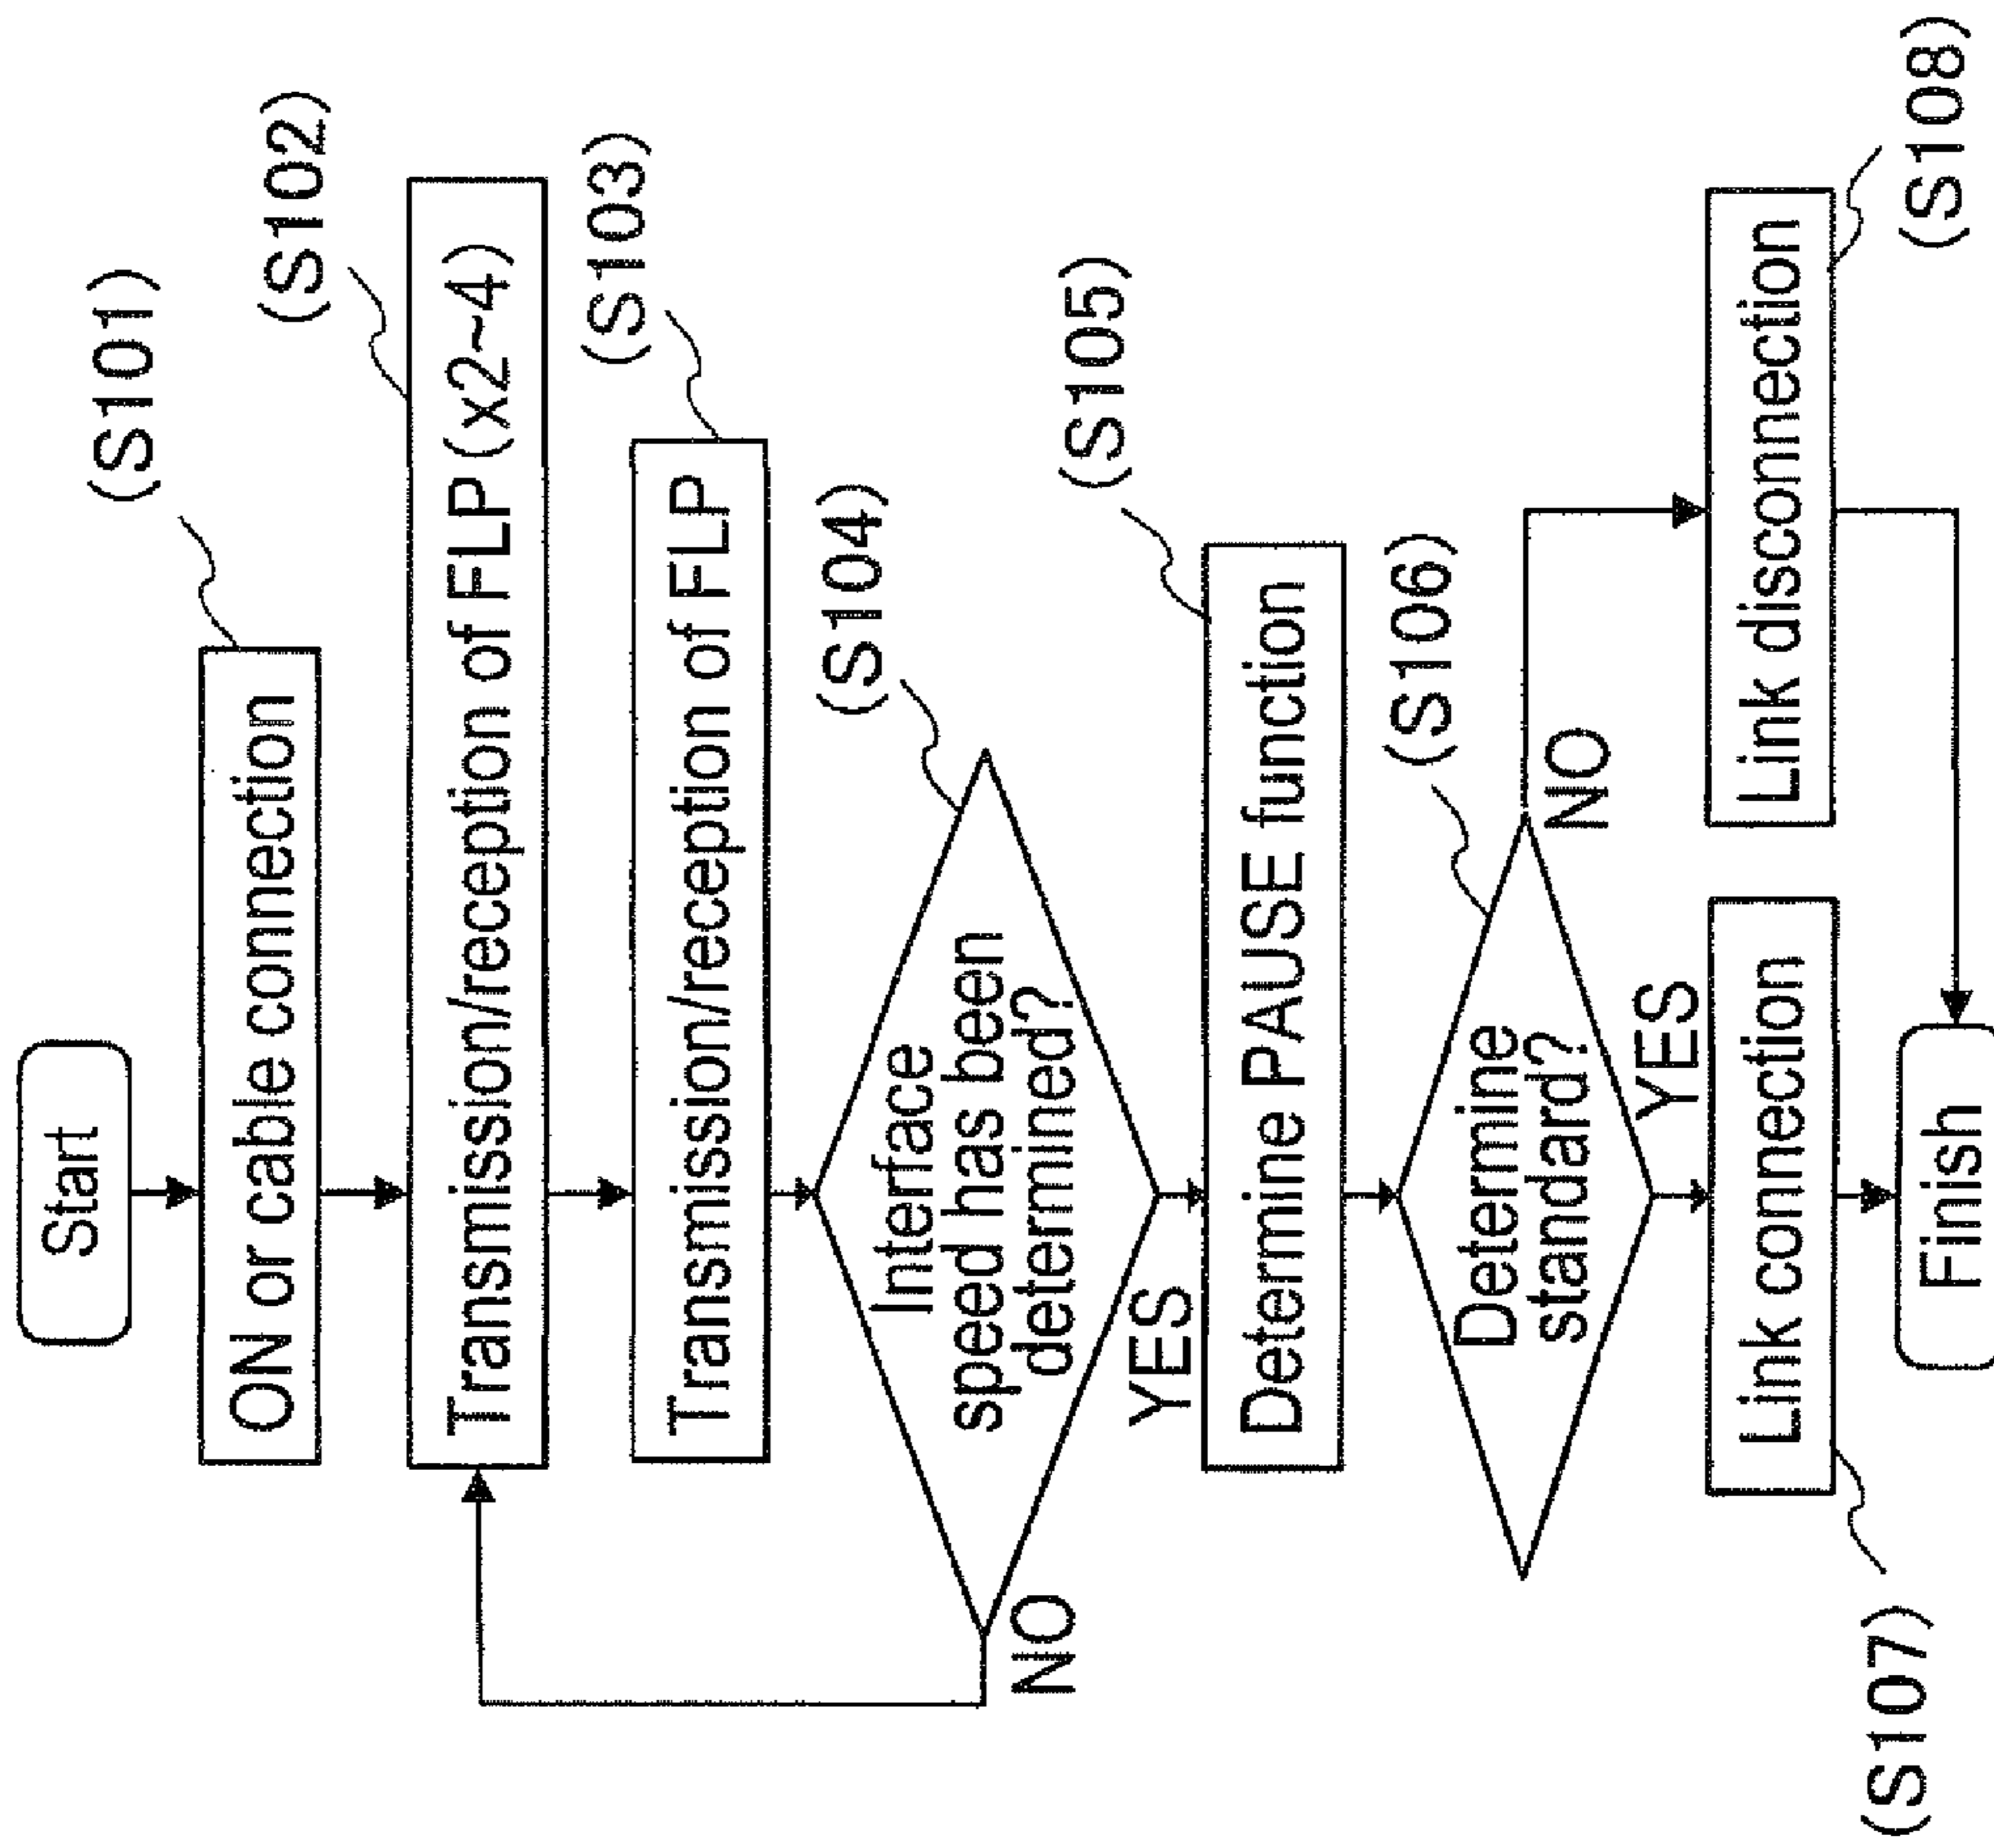 Start
(S101)
ON or cable connection
(S102)
Transmission/reception of FLP (x2~4)
(S103)
Transmission/reception of FLP
(S104)
Interface
speed has been
determined?
NO
YES
(S105)
Determine PAUSE function
(S106)
Determine
standard?
NO
YES
Link connection
(S107)
Link disconnection
(S108)
Finish